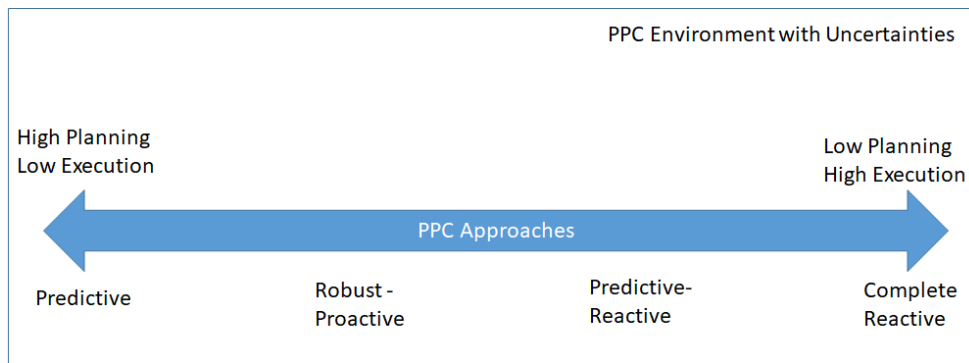 PPC Environment with Uncertainties
High Planning
Low Execution
Low Planning
High Execution
PPC Approaches
Predictive
Robust -
Proactive
Predictive-
Reactive
Complete
Reactive